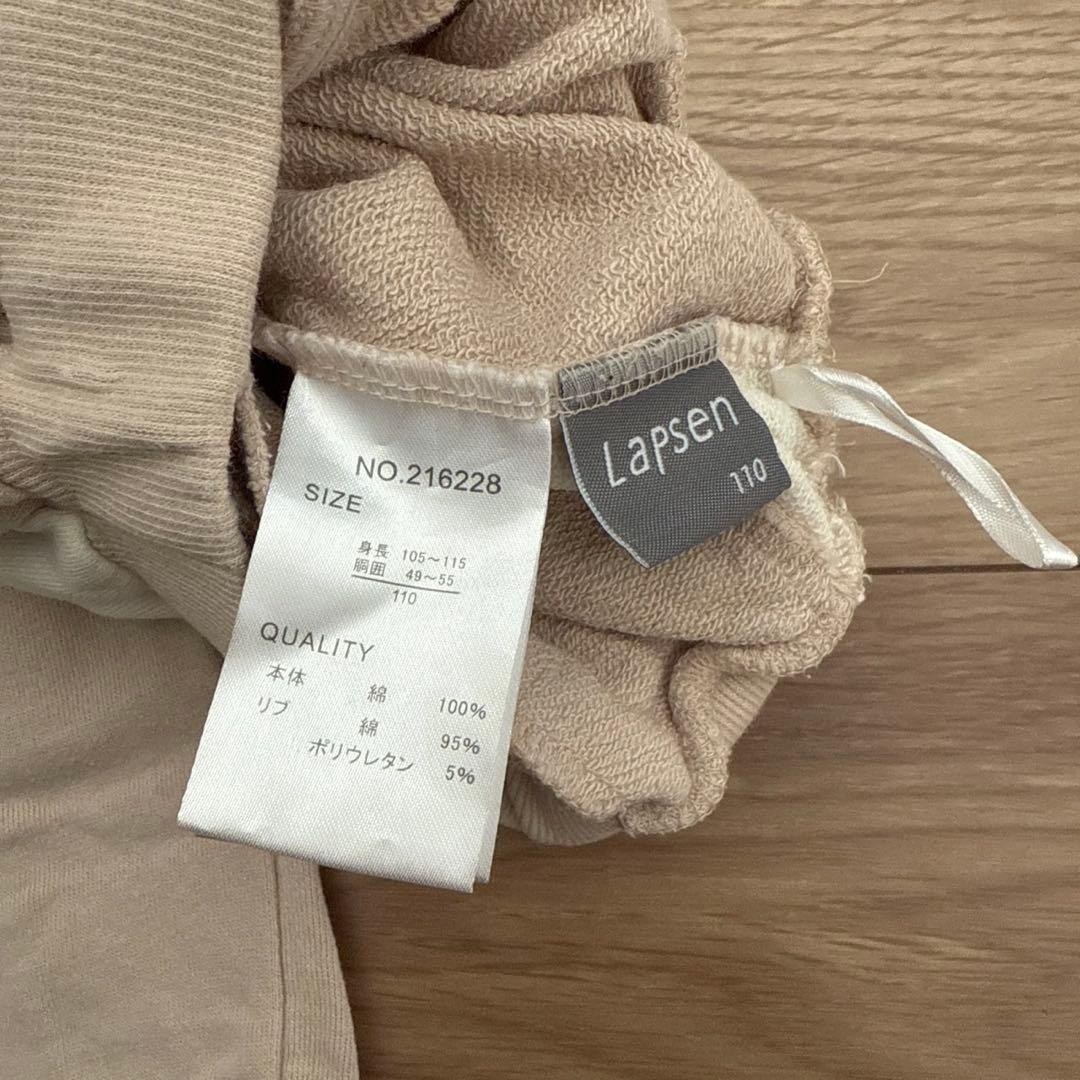 NO.216228
SIZE
身長 105～115
胴囲 49～55
110
QUALITY
本体 綿 100%
リブ 綿 95%
ポリウレタン 5%
Lapsen
110